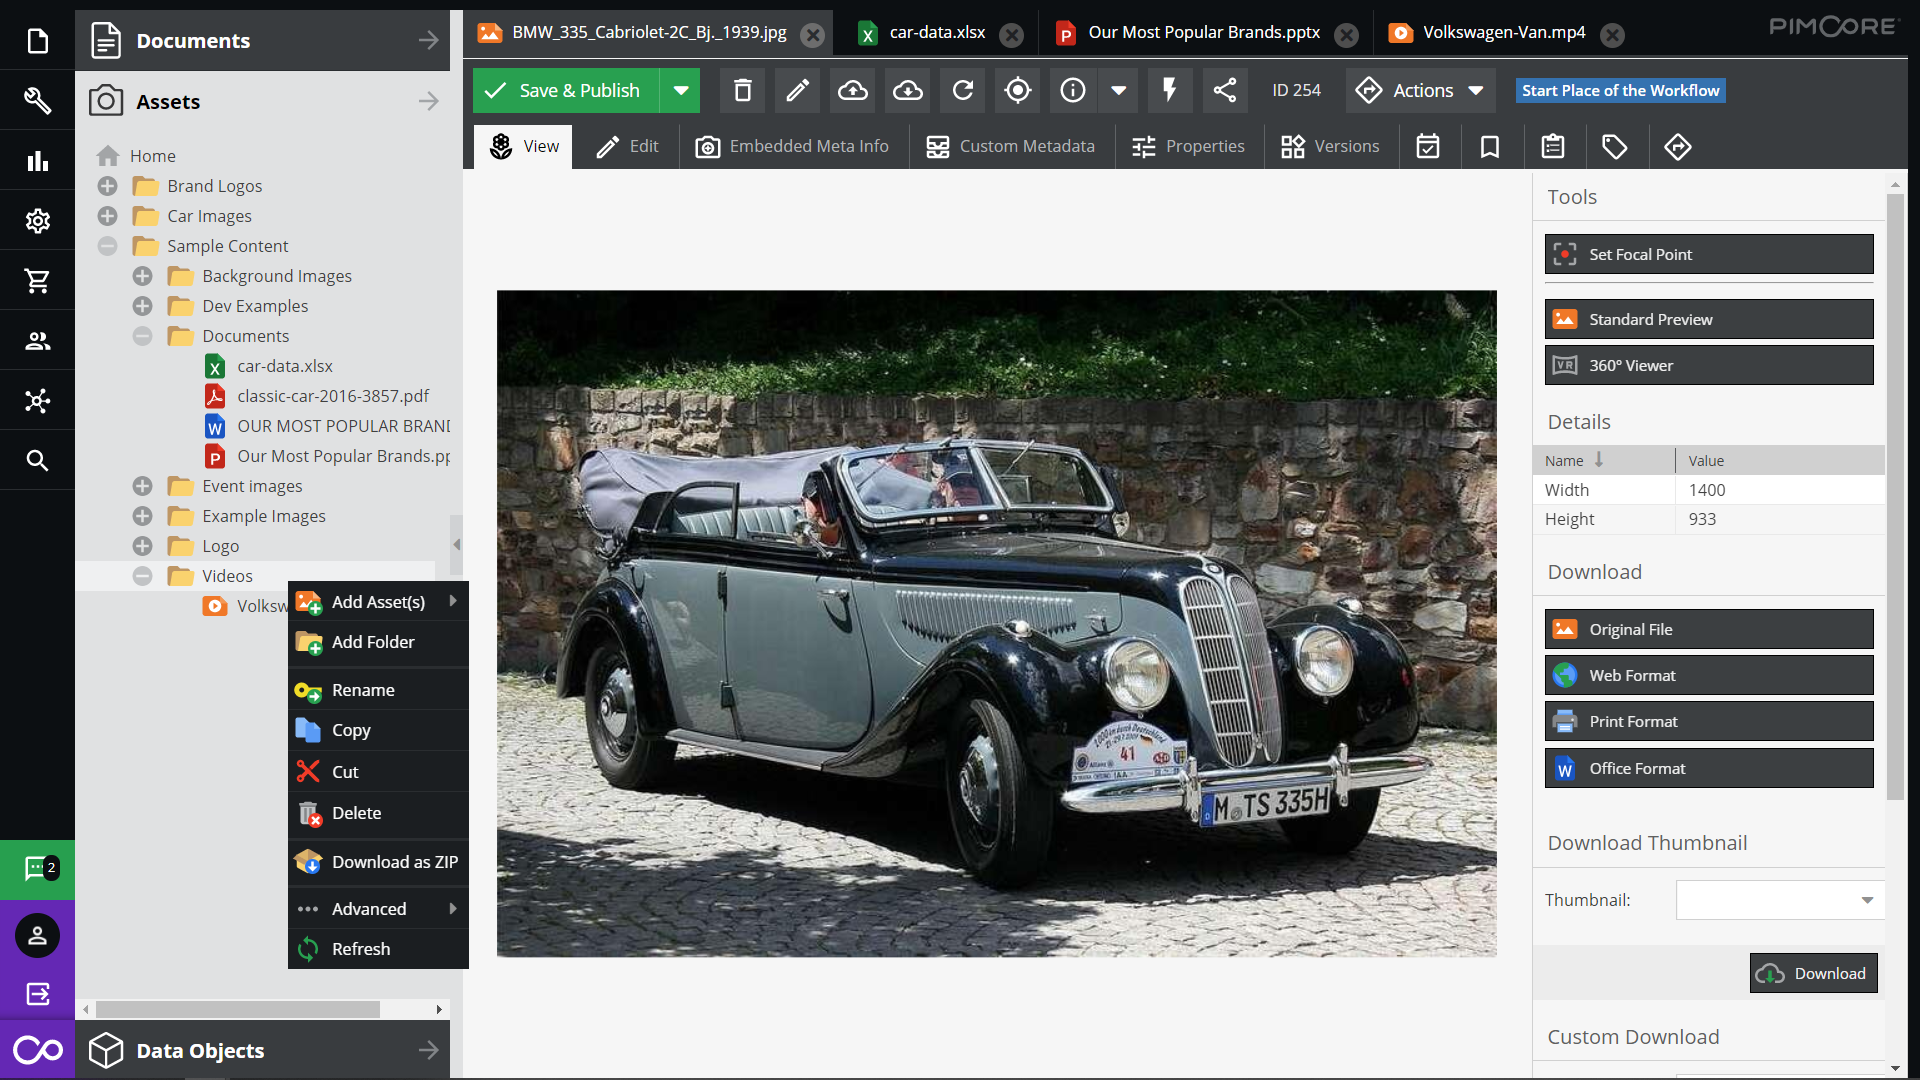 Documents
BMW_335_Cabriolet-2C_Bj._1939.jpg
car-data.xlsx
Our Most Popular Brands.pptx
Volkswagen-Van.mp4
PIMCORE
Assets
Save & Publish
ID 254
Actions
Start Place of the Workflow
View
Edit
Embedded Meta Info
Custom Metadata
Properties
Versions
Home
Brand Logos
Car Images
Sample Content
Background Images
Dev Examples
Documents
car-data.xlsx
classic-car-2016-3857.pdf
OUR MOST POPULAR BRAND
Our Most Popular Brands.pp
Event images
Example Images
Logo
Videos
Volksw
Add Asset(s)
Add Folder
Rename
Copy
Cut
Delete
Download as ZIP
Advanced
Refresh
2
Data Objects
41
M TS 335H
Tools
Set Focal Point
Standard Preview
VR
360° Viewer
Details
Name
Value
Width
1400
Height
933
Download
Original File
Web Format
Print Format
Office Format
Download Thumbnail
Thumbnail:
Download
Custom Download